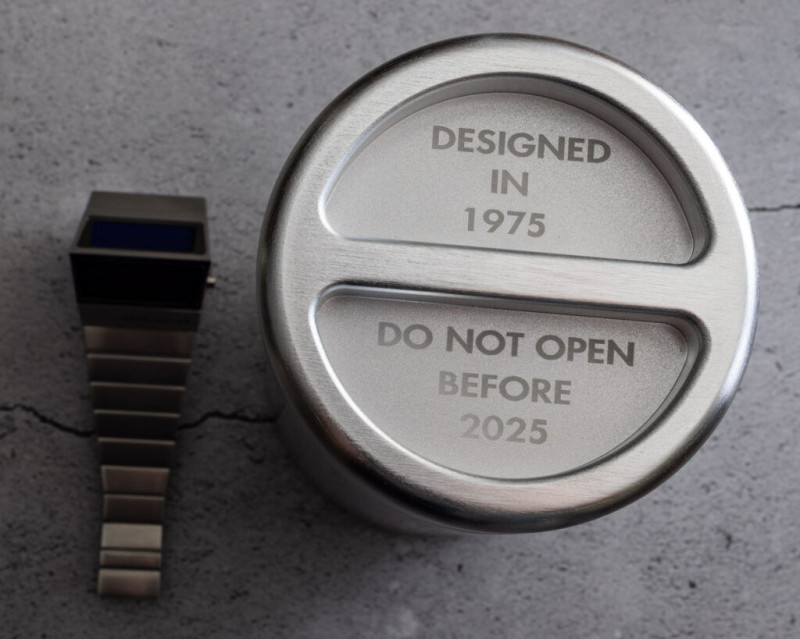 DESIGNED
IN
1975
DO NOT OPEN
BEFORE
2025